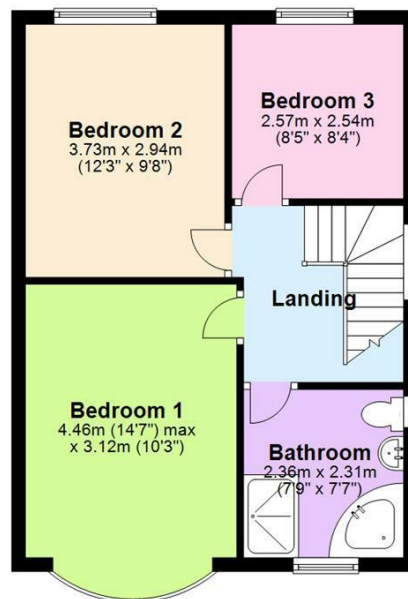 Bedroom 2
3.73m x 2.94m
(12'3" x 9'8")
Bedroom 3
2.57m x 2.54m
(8'5" x 8'4")
Landing
Bedroom 1
4.46m (14'7") max
x 3.12m (10'3")
Bathroom
2.36m x 2.31m
(7'9" x 7'7")